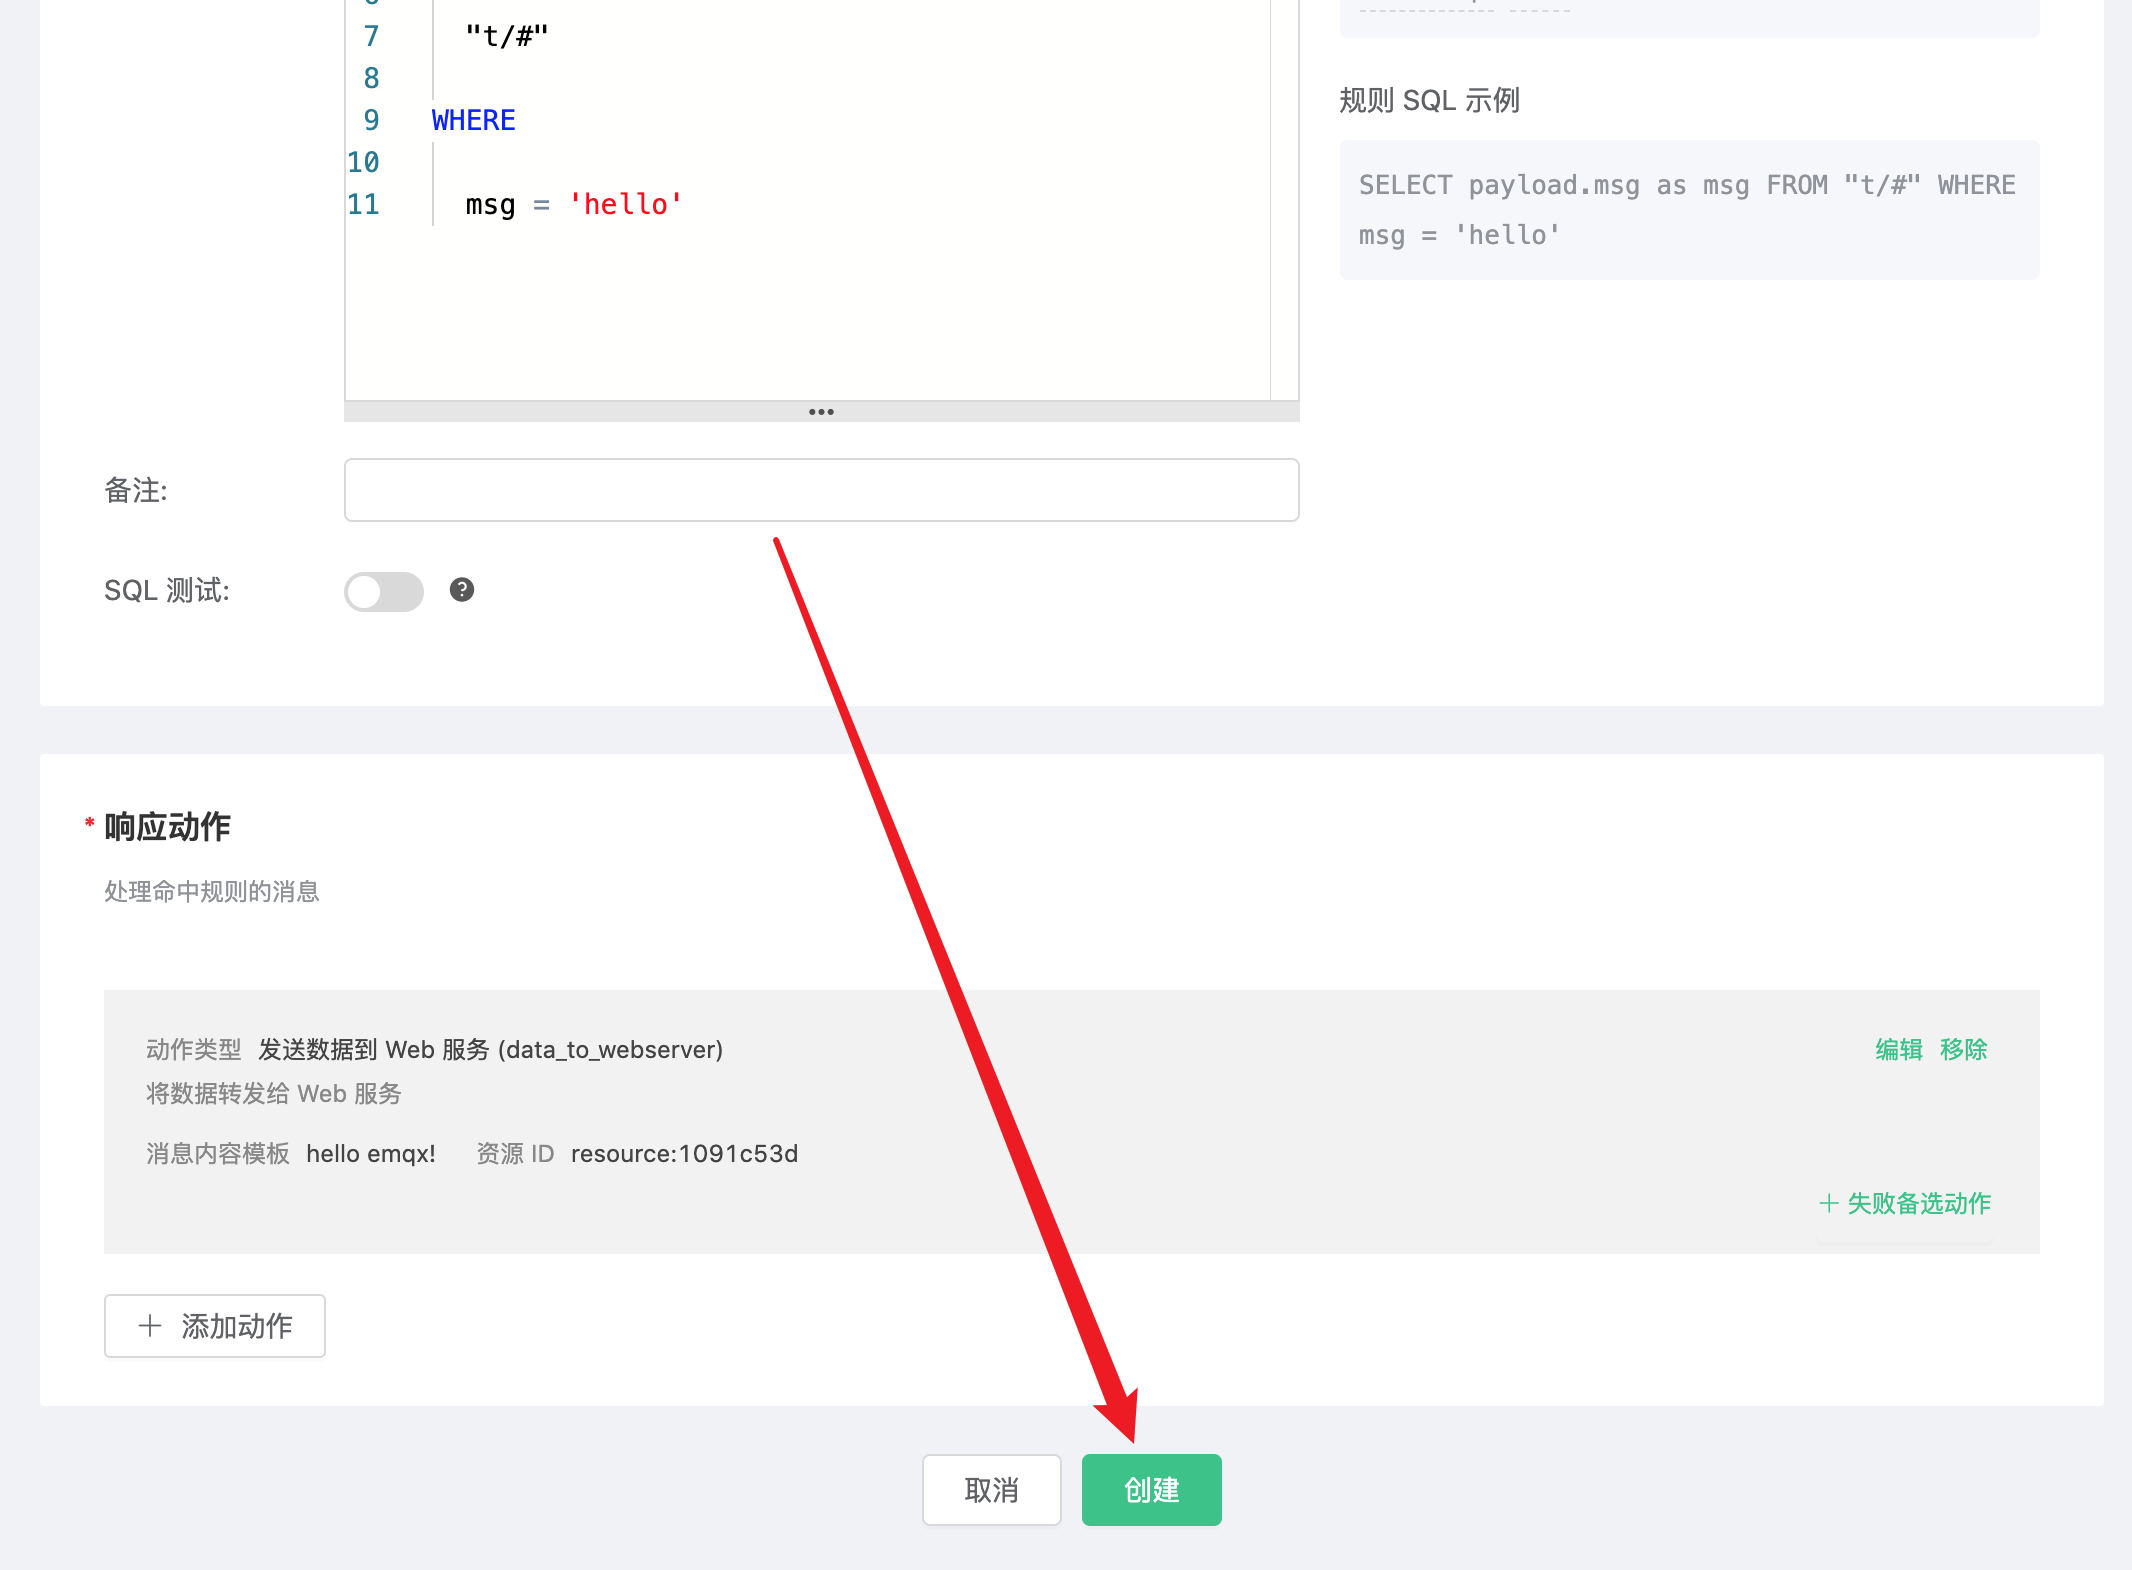 7 "t/#"
8
9 WHERE
10
11 msg = 'hello'
规则 SQL 示例
SELECT payload.msg as msg FROM "t/#" WHERE
msg = 'hello'
备注:
SQL 测试:
* 响应动作
处理命中规则的消息
动作类型 发送数据到 Web 服务 (data_to_webserver)
编辑 移除
将数据转发给 Web 服务
消息内容模板 hello emqx! 资源 ID resource:1091c53d
+ 失败备选动作
+ 添加动作
取消 创建